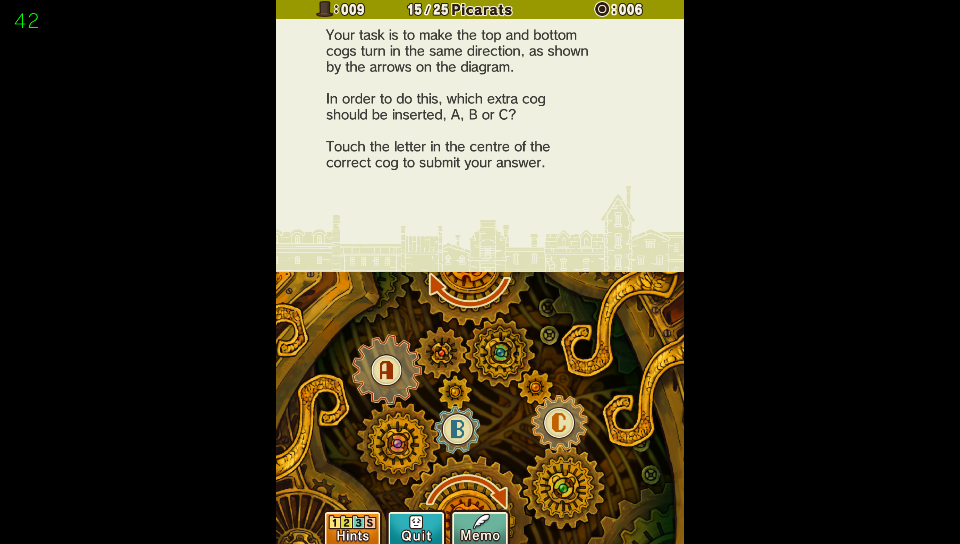 42
:009 15/25 Picarats :006
Your task is to make the top and bottom
cogs turn in the same direction, as shown
by the arrows on the diagram.
In order to do this, which extra cog
should be inserted, A, B or C?
Touch the letter in the centre of the
correct cog to submit your answer.
A
B
C
1 2 3 S
Hints
Quit
Memo